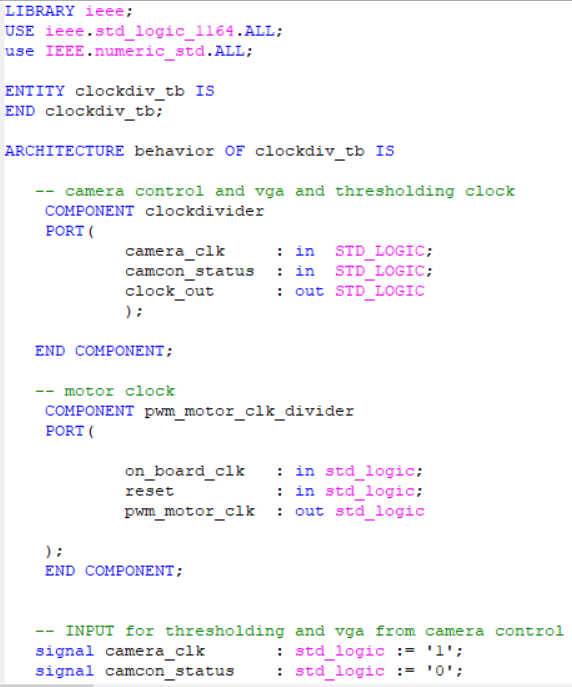 LIBRARY ieee;
USE ieee.std_logic_1164.ALL;
use IEEE.numeric_std.ALL;
ENTITY clockdiv_tb IS
END clockdiv_tb;
ARCHITECTURE behavior OF clockdiv_tb IS
-- camera control and vga and thresholding clock
COMPONENT clockdivider
PORT(
camera_clk : in STD_LOGIC;
camcon_status : in STD_LOGIC;
clock_out : out STD_LOGIC
);
END COMPONENT;
-- motor clock
COMPONENT pwm_motor_clk_divider
PORT(
on_board_clk : in std_logic;
reset : in std_logic;
pwm_motor_clk : out std_logic
);
END COMPONENT;
-- INPUT for thresholding and vga from camera control
signal camera_clk : std_logic := '1';
signal camcon_status : std_logic := '0';